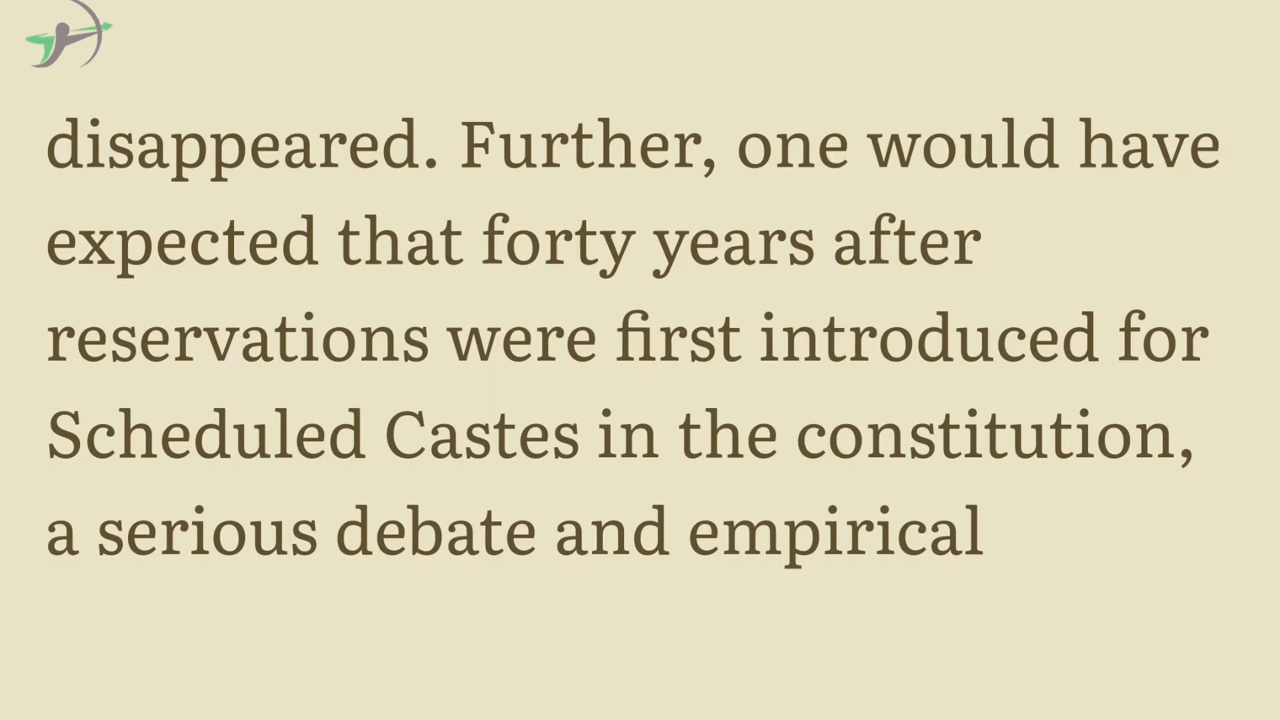 disappeared. Further, one would have
expected that forty years after
reservations were first introduced for
Scheduled Castes in the constitution,
a serious debate and empirical